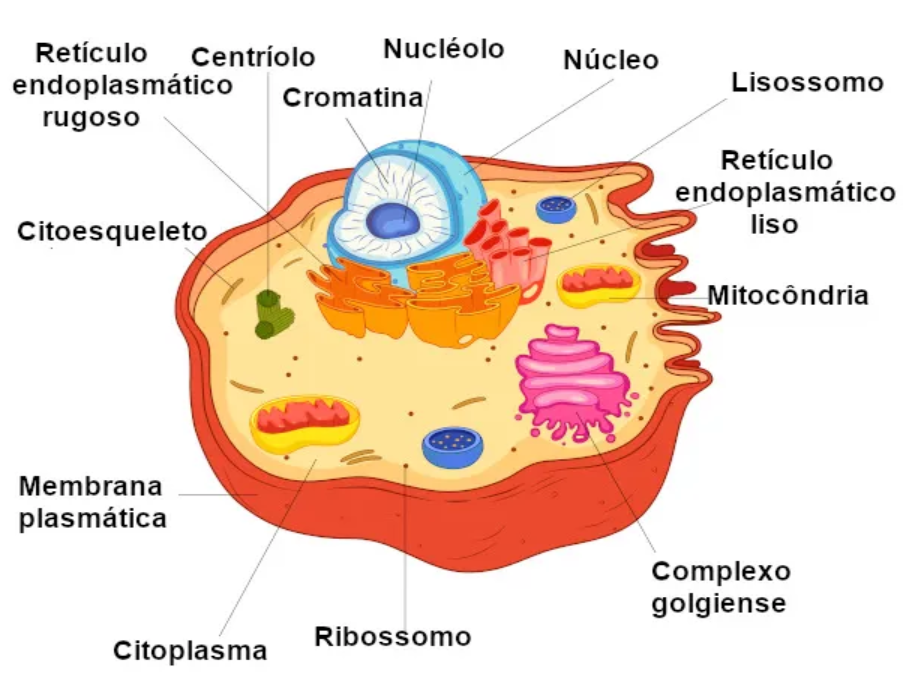 Retículo
endoplasmático
rugoso
Centríolo
Nucléolo
Cromatina
Núcleo
Lisossomo
Retículo
endoplasmático
liso
Citoesqueleto
Mitocôndria
Membrana
plasmática
Complexo
golgiense
Citoplasma
Ribossomo